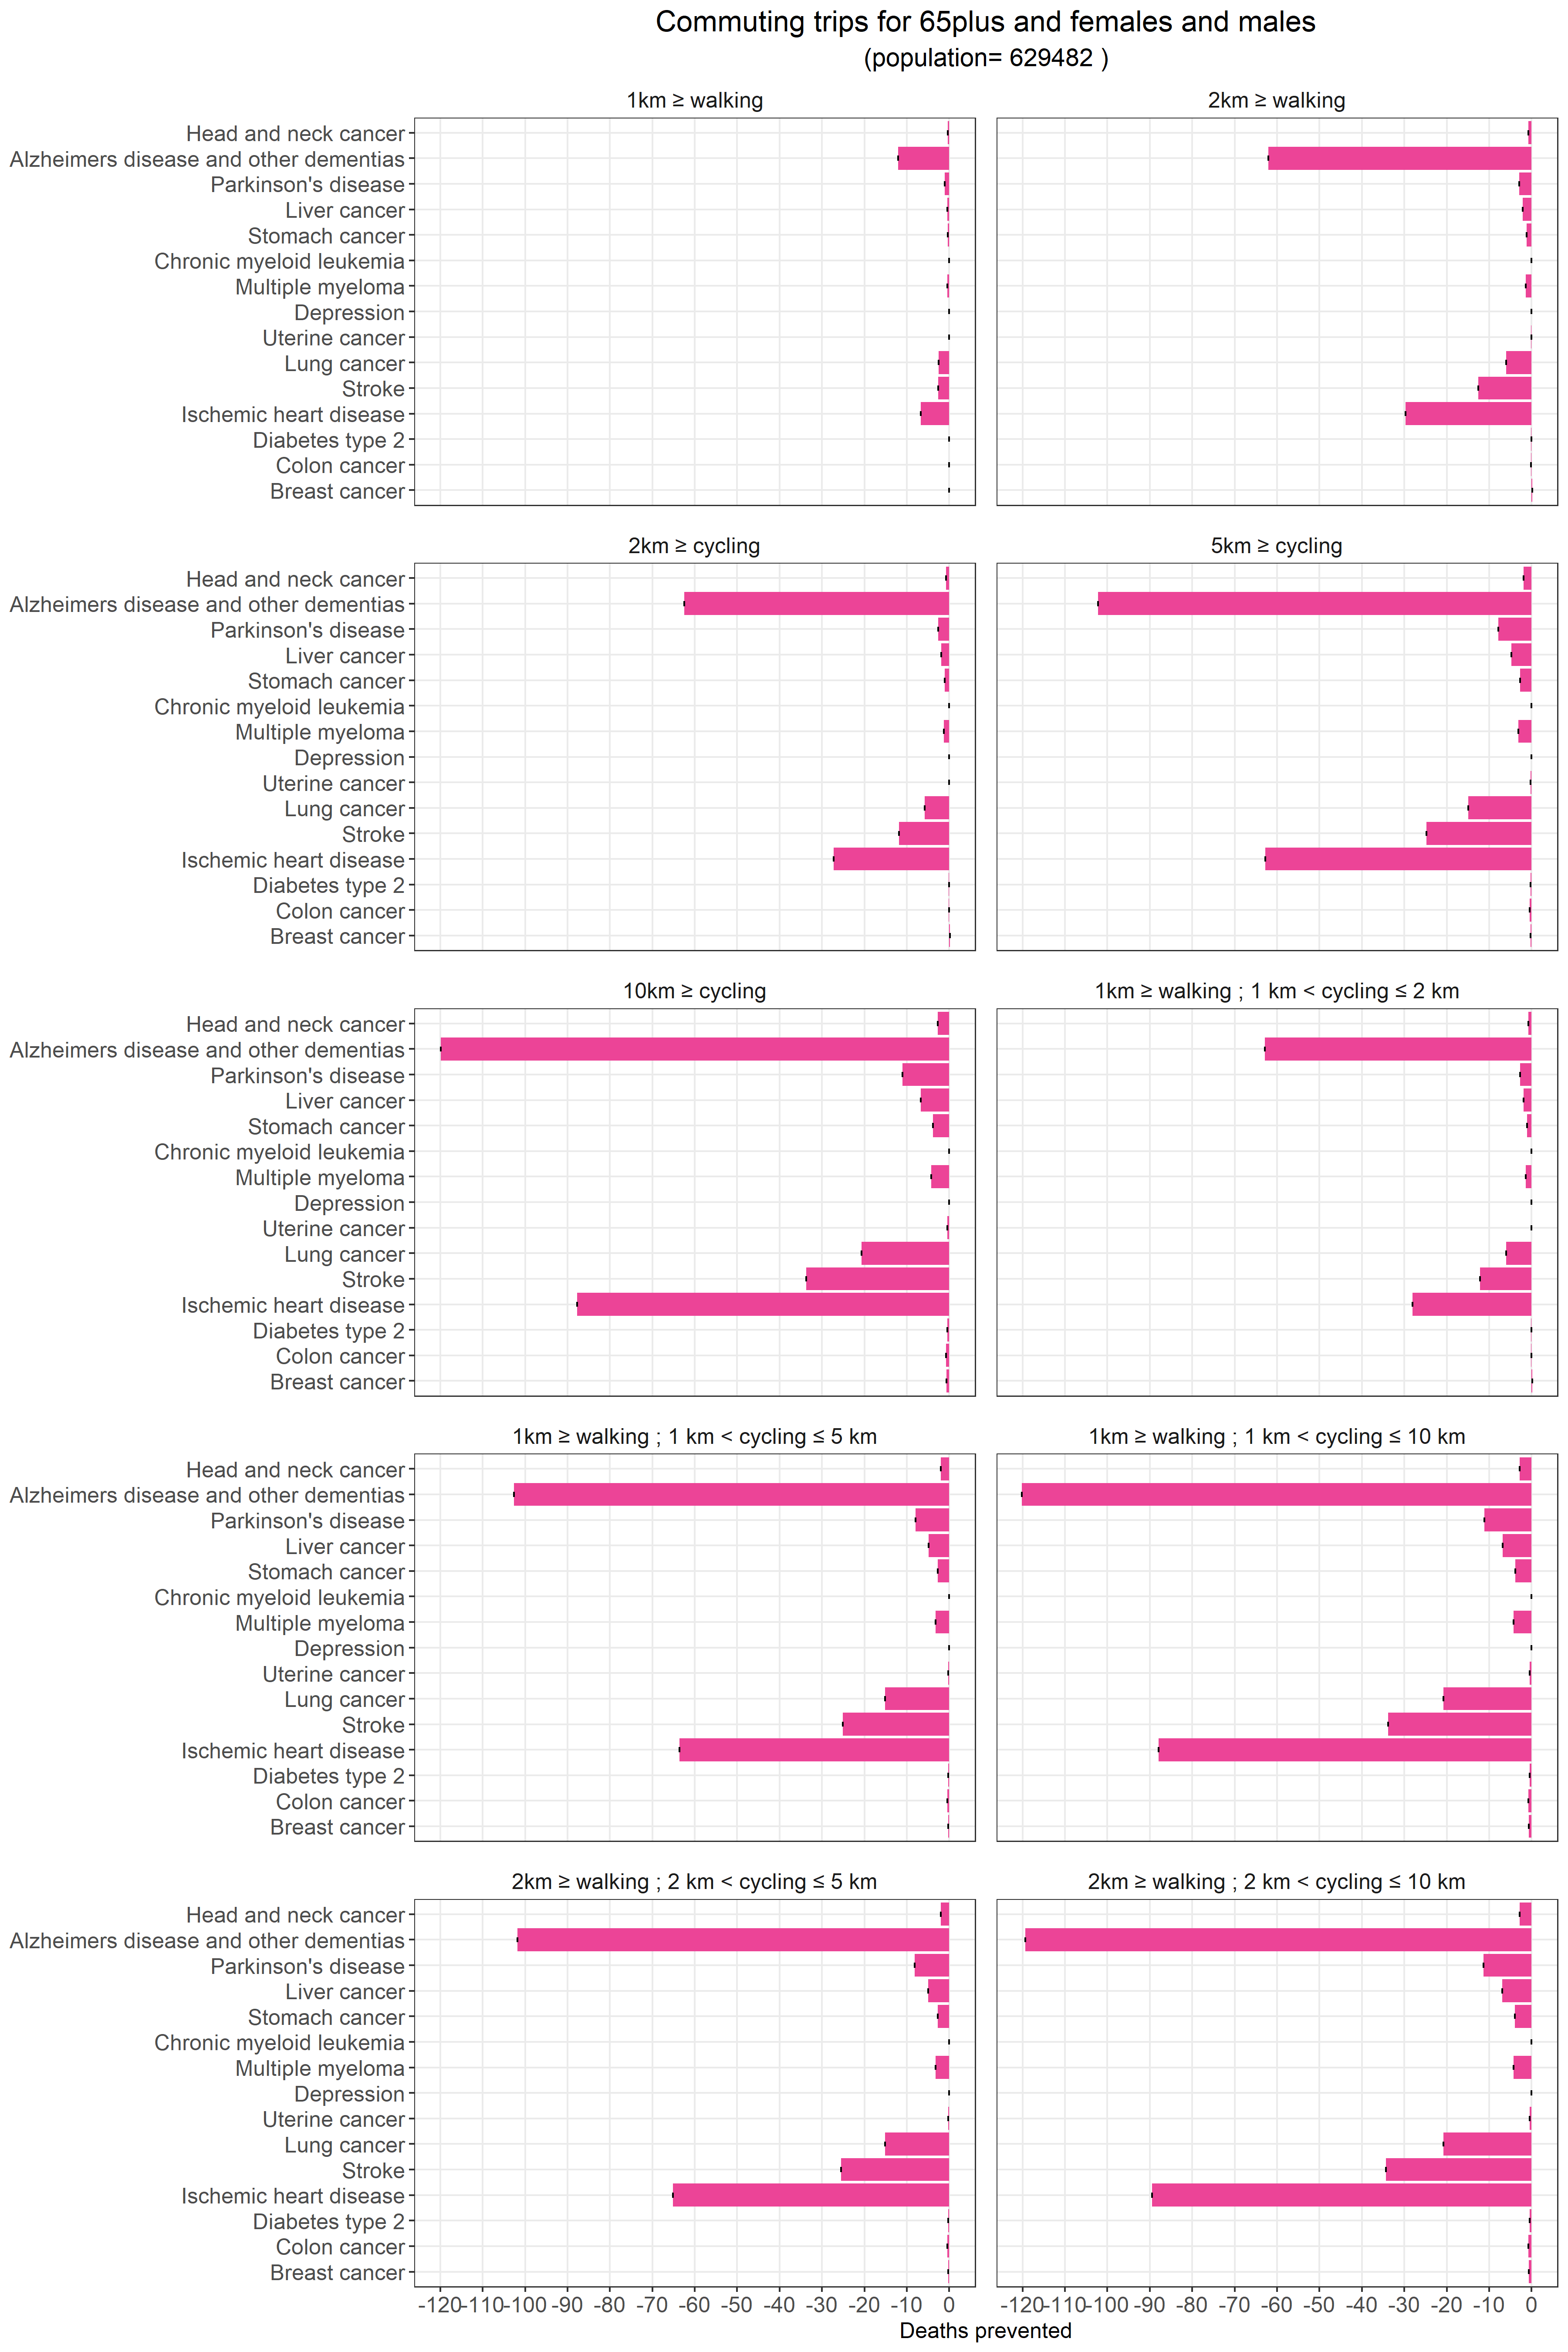 Commuting trips for 65plus and females and males
(population= 629482 )
1km ≥ walking
2km ≥ walking
Head and neck cancer
Alzheimers disease and other dementias
Parkinson's disease
Liver cancer
Stomach cancer
Chronic myeloid leukemia
Multiple myeloma
Depression
Uterine cancer
Lung cancer
Stroke
Ischemic heart disease
Diabetes type 2
Colon cancer
Breast cancer
2km ≥ cycling
5km ≥ cycling
Head and neck cancer
Alzheimers disease and other dementias
Parkinson's disease
Liver cancer
Stomach cancer
Chronic myeloid leukemia
Multiple myeloma
Depression
Uterine cancer
Lung cancer
Stroke
Ischemic heart disease
Diabetes type 2
Colon cancer
Breast cancer
10km ≥ cycling
1km ≥ walking ; 1 km < cycling ≤ 2 km
Head and neck cancer
Alzheimers disease and other dementias
Parkinson's disease
Liver cancer
Stomach cancer
Chronic myeloid leukemia
Multiple myeloma
Depression
Uterine cancer
Lung cancer
Stroke
Ischemic heart disease
Diabetes type 2
Colon cancer
Breast cancer
1km ≥ walking ; 1 km < cycling ≤ 5 km
1km ≥ walking ; 1 km < cycling ≤ 10 km
Head and neck cancer
Alzheimers disease and other dementias
Parkinson's disease
Liver cancer
Stomach cancer
Chronic myeloid leukemia
Multiple myeloma
Depression
Uterine cancer
Lung cancer
Stroke
Ischemic heart disease
Diabetes type 2
Colon cancer
Breast cancer
2km ≥ walking ; 2 km < cycling ≤ 5 km
2km ≥ walking ; 2 km < cycling ≤ 10 km
Head and neck cancer
Alzheimers disease and other dementias
Parkinson's disease
Liver cancer
Stomach cancer
Chronic myeloid leukemia
Multiple myeloma
Depression
Uterine cancer
Lung cancer
Stroke
Ischemic heart disease
Diabetes type 2
Colon cancer
Breast cancer
-120 -110 -100 -90 -80 -70 -60 -50 -40 -30 -20 -10 0
-120 -110 -100 -90 -80 -70 -60 -50 -40 -30 -20 -10 0
Deaths prevented